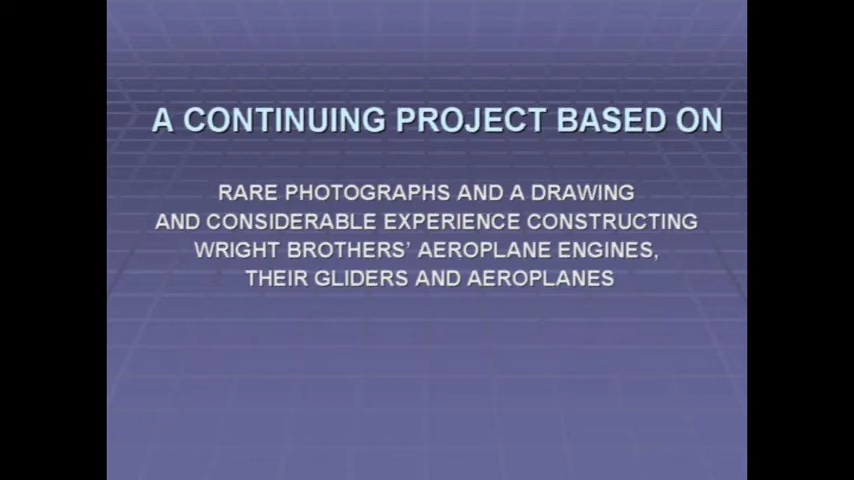 A CONTINUING PROJECT BASED ON
RARE PHOTOGRAPHS AND A DRAWING
AND CONSIDERABLE EXPERIENCE CONSTRUCTING
WRIGHT BROTHERS’ AEROPLANE ENGINES,
THEIR GLIDERS AND AEROPLANES